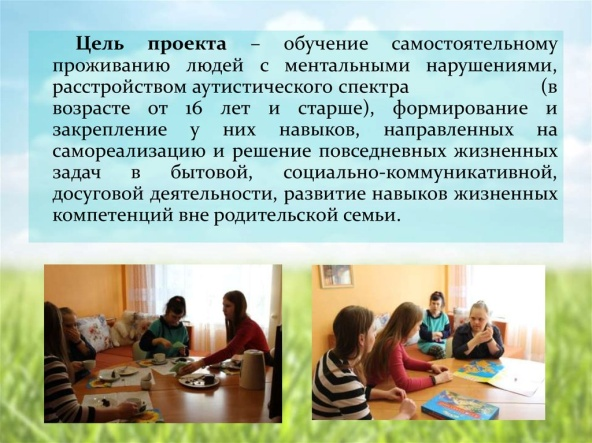 Цель проекта – обучение самостоятельному
проживанию людей с ментальными нарушениями,
расстройством аутистического спектра (в
возрасте от 16 лет и старше), формирование и
закрепление у них навыков, направленных на
самореализацию и решение повседневных жизненных
задач в бытовой, социально-коммуникативной,
досуговой деятельности, развитие навыков жизненных
компетенций вне родительской семьи.